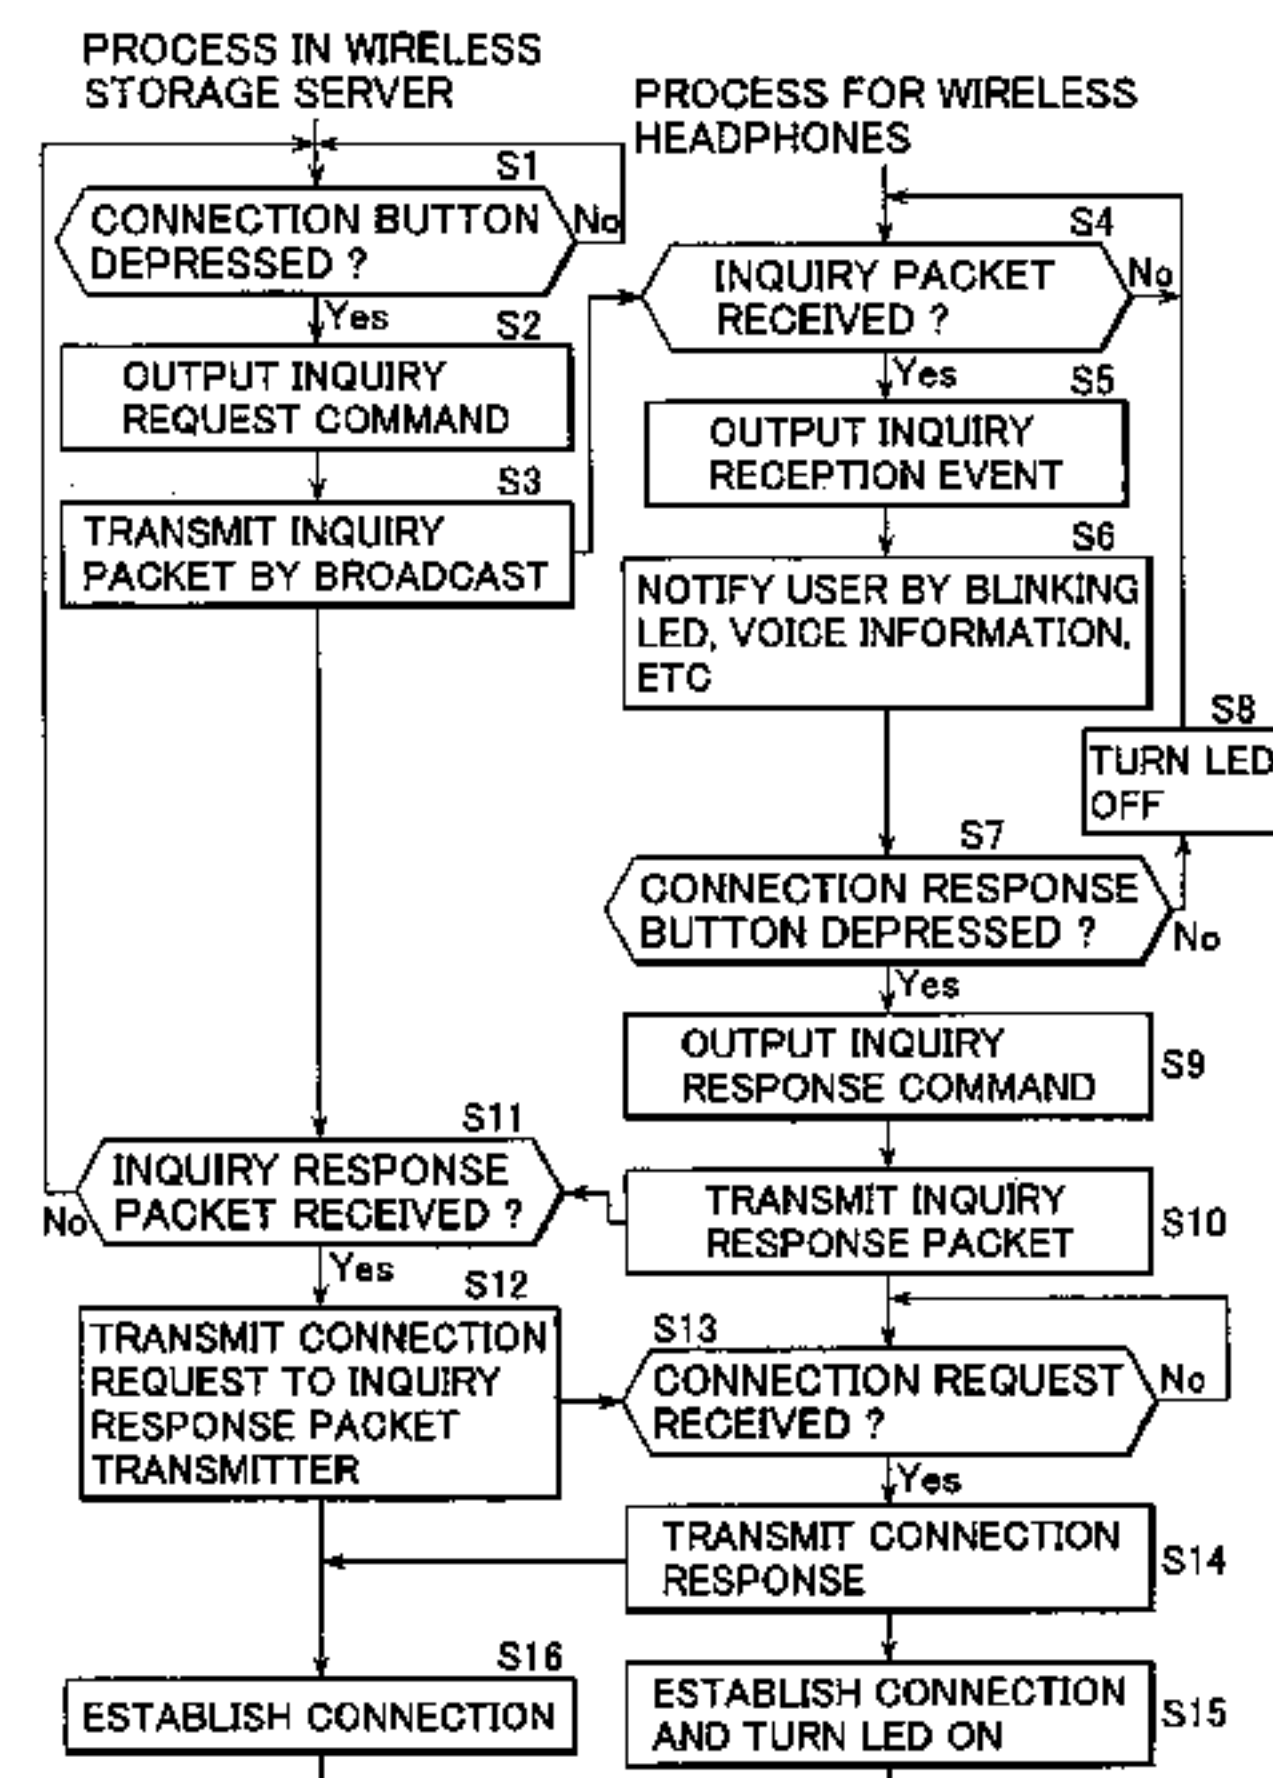 PROCESS IN WIRELESS
STORAGE SERVER
S1
CONNECTION BUTTON
DEPRESSED ?
No
Yes
S2
OUTPUT INQUIRY
REQUEST COMMAND
S3
TRANSMIT INQUIRY
PACKET BY BROADCAST
PROCESS FOR WIRELESS
HEADPHONES
S4
INQUIRY PACKET
RECEIVED ?
No
Yes
S5
OUTPUT INQUIRY
RECEPTION EVENT
S6
NOTIFY USER BY BLINKING
LED, VOICE INFORMATION,
ETC
S8
TURN LED
OFF
S7
CONNECTION RESPONSE
BUTTON DEPRESSED ?
No
Yes
OUTPUT INQUIRY
RESPONSE COMMAND
S9
S11
INQUIRY RESPONSE
PACKET RECEIVED ?
No
Yes
TRANSMIT INQUIRY
RESPONSE PACKET
S10
S12
TRANSMIT CONNECTION
REQUEST TO INQUIRY
RESPONSE PACKET
TRANSMITTER
S13
CONNECTION REQUEST
RECEIVED ?
No
Yes
TRANSMIT CONNECTION
RESPONSE
S14
S16
ESTABLISH CONNECTION
ESTABLISH CONNECTION
AND TURN LED ON
S15